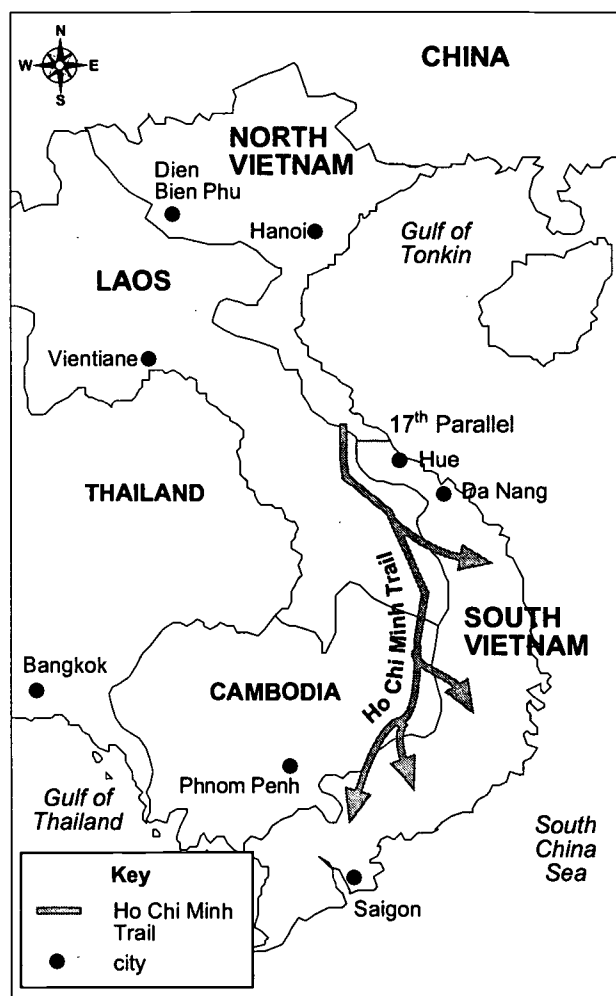 N
W E
S
CHINA
NORTH
VIETNAM
Dien
Bien Phu
Hanoi
Gulf of
Tonkin
LAOS
Vientiane
17th Parallel
Hue
Da Nang
THAILAND
Ho Chi Minh Trail
SOUTH
VIETNAM
Bangkok
CAMBODIA
Phnom Penh
Gulf of
Thailand
South
China
Sea
Saigon
Key
Ho Chi Minh
Trail
city